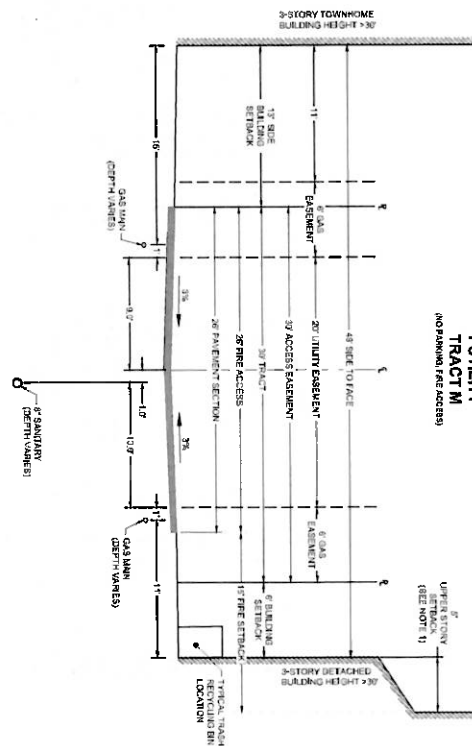 3-STORY TOWNHOME
BUILDING HEIGHT >30'
TRACT M
(NO PARKING, FIRE ACCESS)
49' SIDE TO FACE
11'
6' GAS
EASEMENT
20' UTILITY EASEMENT
6' GAS
EASEMENT
30' ACCESS EASEMENT
13' SIDE
BUILDING
SETBACK
30' TRACT
6' BUILDING
SETBACK
26' FIRE ACCESS
15' FIRE SETBACK
26' PAVEMENT SECTION
3%
3%
16'
1'
9.0'
1.0'
10.0'
1'
11'
GAS MAIN
(DEPTH VARIES)
GAS MAIN
(DEPTH VARIES)
8" SANITARY
(DEPTH VARIES)
UPPER STORY
SETBACK
(SEE NOTE 1)
3-STORY DETACHED
BUILDING HEIGHT >30'
TYPICAL TRASH
RECYCLING BIN
LOCATION